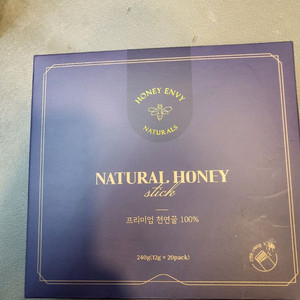 HONEY ENVY
NATURALS
NATURAL HONEY
stick
프리미엄 천연꿀 100%
240g(12g × 20pack)